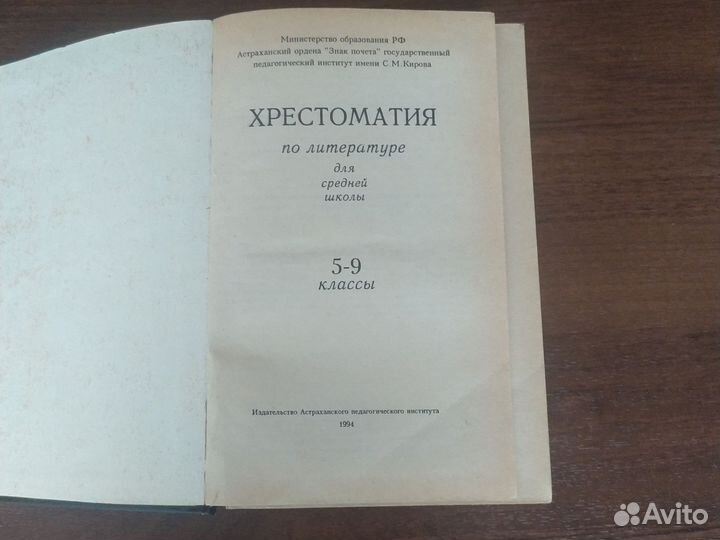 Министерство образования РФ
Астраханский ордена "Знак почета" государственный
педагогический институт имени С.М.Кирова
ХРЕСТОМАТИЯ
по литературе
для
средней
школы
5-9
классы
Издательство Астраханского педагогического института
1994
Avito